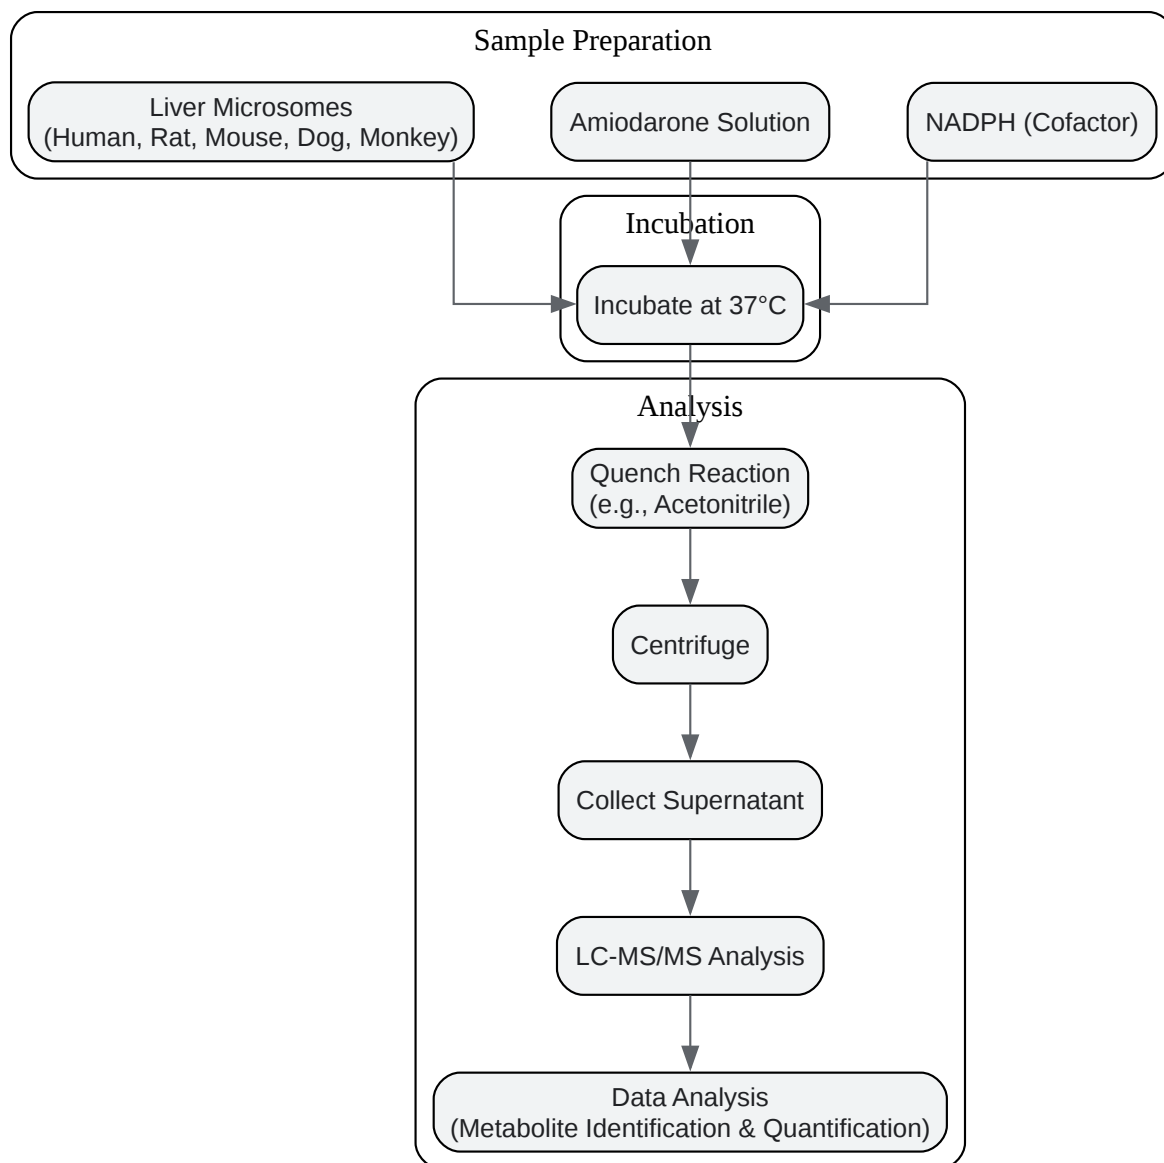 Sample Preparation
Liver Microsomes
(Human, Rat, Mouse, Dog, Monkey)
Amiodarone Solution
NADPH (Cofactor)
Incubation
Incubate at 37°C
Analysis
Quench Reaction
(e.g., Acetonitrile)
Centrifuge
Collect Supernatant
LC-MS/MS Analysis
Data Analysis
(Metabolite Identification & Quantification)